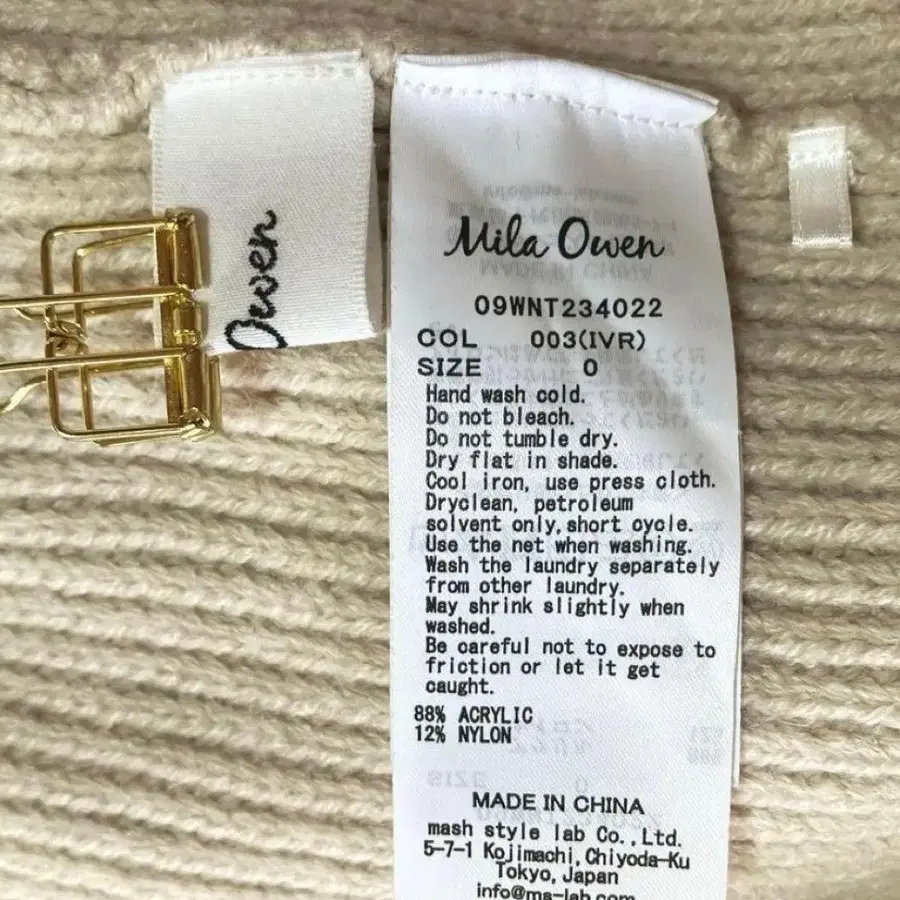 Owen
Mila Owen
09WNT234022
COL 003(IVR)
SIZE 0
Hand wash cold.
Do not bleach.
Do not tumble dry.
Dry flat in shade.
Cool iron, use press cloth.
Dryclean, petroleum
solvent only, short cycle.
Use the net when washing.
Wash the laundry separately
from other laundry.
May shrink slightly when
washed.
Be careful not to expose to
friction or let it get
caught.
88% ACRYLIC
12% NYLON
MADE IN CHINA
mash style lab Co.,Ltd.
5-7-1 Kojimachi,Chiyoda-Ku
Tokyo, Japan
info@ms-lab.com